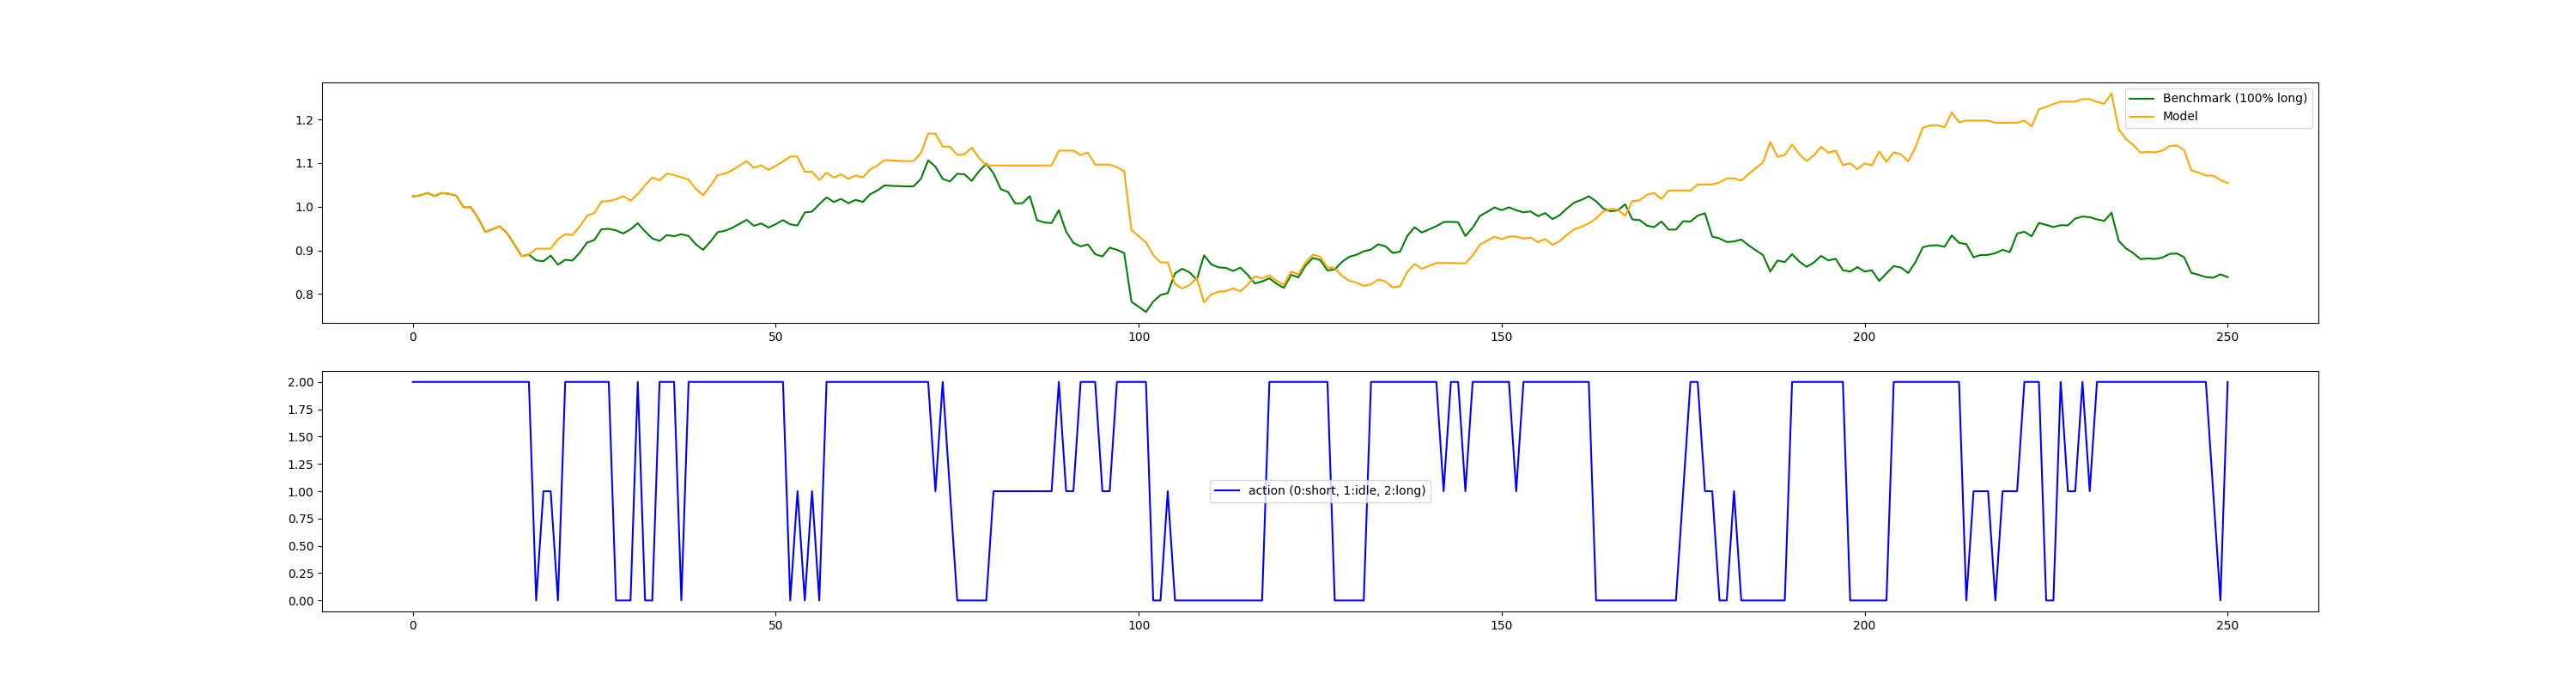 Benchmark (100% long)
Model
1.2
1.1
1.0
0.9
0.8
0 50 100 150 200 250
2.00
1.75
1.50
1.25
1.00
0.75
0.50
0.25
0.00
action (0:short, 1:idle, 2:long)
0 50 100 150 200 250